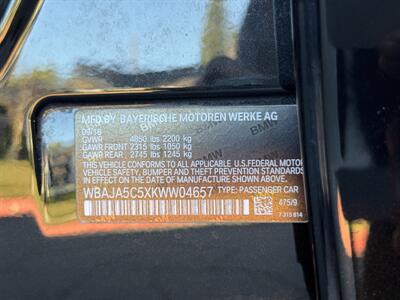 MFD.BY BAYERISCHE MOTOREN WERKE AG
09/18
GVWR 4850 lbs 2200 kg
GAWR FRONT 2315 lbs 1050 kg
GAWR REAR 2745 lbs 1245 kg
THIS VEHICLE CONFORMS TO ALL APPLICABLE U.S.FEDERAL MOTOR
VEHICLE SAFETY, BUMPER AND THEFT PREVENTION STANDARDS
IN EFFECT ON THE DATE OF MANUFACTURE SHOWN ABOVE.
WBAJA5C5XKWW04657 TYPE: PASSENGER CAR
475/9
7 315 814
BMW
BMW
BMW